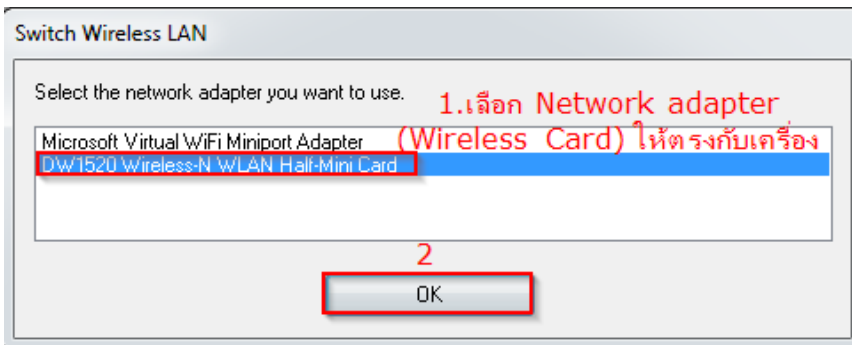 Switch Wireless LAN
Select the network adapter you want to use.
1.เลือก Network adapter
(Wireless Card) ให้ตรงกับเครื่อง
Microsoft Virtual WiFi Miniport Adapter
DW1520 Wireless-N WLAN Half-Mini Card
2
OK